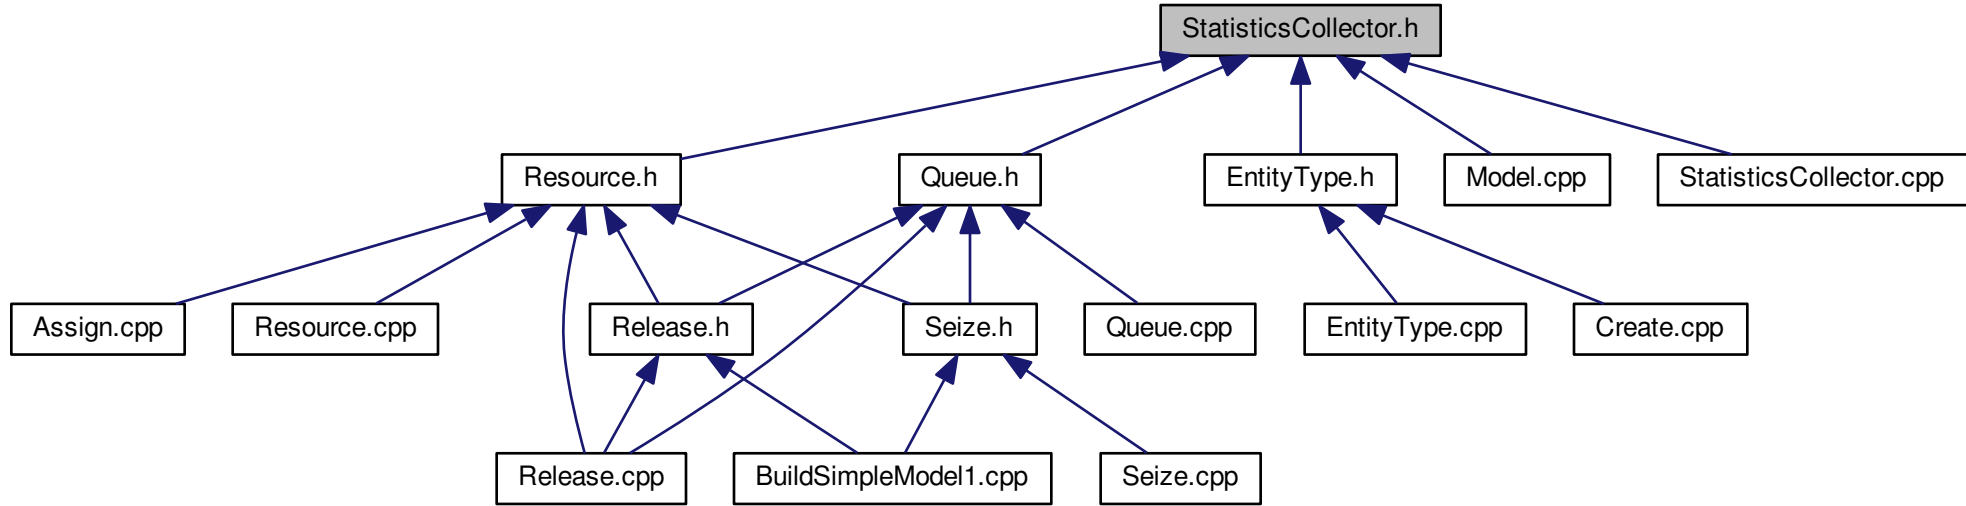 StatisticsCollector.h
Resource.h
Queue.h
EntityType.h
Model.cpp
StatisticsCollector.cpp
Assign.cpp
Resource.cpp
Release.h
Seize.h
Queue.cpp
EntityType.cpp
Create.cpp
Release.cpp
BuildSimpleModel1.cpp
Seize.cpp